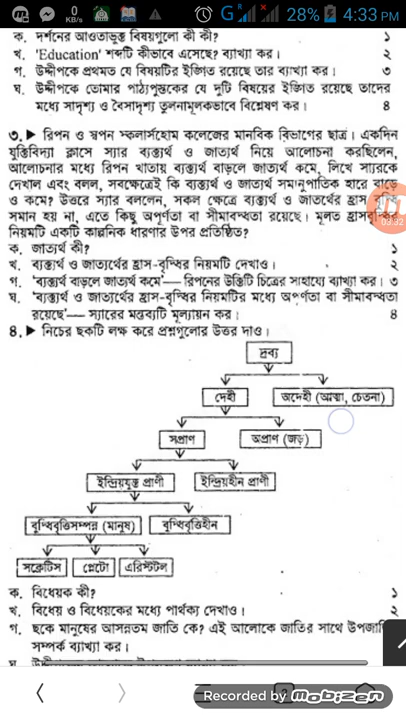 0
KB/s
G
28%
4:33 PM
ক. দর্শনের আওতাভুক্ত বিষয়গুলো কী কী? ১
খ. 'Education' শব্দটি কীভাবে এসেছে? ব্যাখ্যা কর। ২
গ. উদ্দীপকে প্রথমত যে বিষয়টির ইঙ্গিত রয়েছে তার ব্যাখ্যা কর। ৩
ঘ. উদ্দীপকে তোমার পাঠ্যপুস্তকের যে দুটি বিষয়ের ইঙ্গিত রয়েছে তাদের
মধ্যে সাদৃশ্য ও বৈসাদৃশ্য তুলনামূলকভাবে বিশ্লেষণ কর। ৪
৩.▶ রিপন ও স্বপন স্কলার্সহোম কলেজের মানবিক বিভাগের ছাত্র। একদিন
যুক্তিবিদ্যা ক্লাসে স্যার ব্যক্ত্যর্থ ও জাত্যর্থ নিয়ে আলোচনা করছিলেন,
আলোচনার মধ্যে রিপন খাতায় ব্যক্ত্যর্থ বাড়লে জাত্যর্থ কমে, লিখে স্যারকে
দেখাল এবং বলল, সবক্ষেত্রেই কি ব্যক্ত্যর্থ ও জাত্যর্থ সমানুপাতিক হারে বাড়ে
ও কমে? উত্তরে স্যার বললেন, সকল ক্ষেত্রে ব্যক্ত্যর্থ ও জাতর্থের হ্রাস
সমান হয় না, এতে কিছু অপূর্ণতা বা সীমাবদ্ধতা রয়েছে। মূলত হ্রাসবৃদ্ধির
নিয়মটি একটি কাল্পনিক ধারণার উপর প্রতিষ্ঠিত?
03:32
ক. জাত্যর্থ কী? ১
খ. ব্যক্ত্যর্থ ও জাত্যর্থের হ্রাস-বৃদ্ধির নিয়মটি দেখাও। ২
গ. 'ব্যক্ত্যর্থ বাড়লে জাত্যর্থ কমে'— রিপনের উক্তিটি চিত্রের সাহায্যে ব্যাখ্যা কর। ৩
ঘ. 'ব্যক্ত্যর্থ ও জাত্যর্থের হ্রাস-বৃদ্ধির নিয়মটির মধ্যে অপূর্ণতা বা সীমাবদ্ধতা
রয়েছে'— স্যারের মন্তব্যটি মূল্যায়ন কর। ৪
৪.▶ নিচের ছকটি লক্ষ করে প্রশ্নগুলোর উত্তর দাও।
দ্রব্য
দেহী
অদেহী (আত্মা, চেতনা)
সপ্রাণ
অপ্রাণ (জড়)
ইন্দ্রিয়যুক্ত প্রাণী
ইন্দ্রিয়হীন প্রাণী
বুদ্ধিবৃত্তিসম্পন্ন (মানুষ)
বুদ্ধিবৃত্তিহীন
সক্রেটিস
প্লেটো
এরিস্টটল
ক. বিধেয়ক কী? ১
খ. বিধেয় ও বিধেয়কের মধ্যে পার্থক্য দেখাও। ২
গ. ছকে মানুষের আসন্নতম জাতি কে? এই আলোকে জাতির সাথে উপজাতি
সম্পর্ক ব্যাখ্যা কর।
Recorded by Mobizen